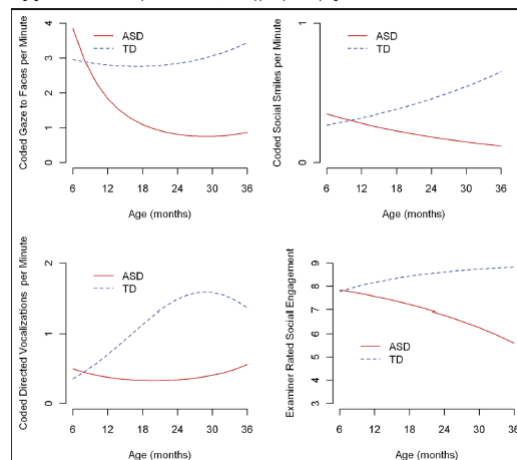 Coded Gaze to Faces per Minute
4
3
2
1
0
ASD
TD
6 12 18 24 30 36
Age (months)
Coded Social Smiles per Minute
1
0
ASD
TD
6 12 18 24 30 36
Age (months)
Coded Directed Vocalizations per Minute
2
1
0
ASD
TD
6 12 18 24 30 36
Age (months)
Examiner Rated Social Engagement
9
8
7
6
5
4
3
ASD
TD
6 12 18 24 30 36
Age (months)